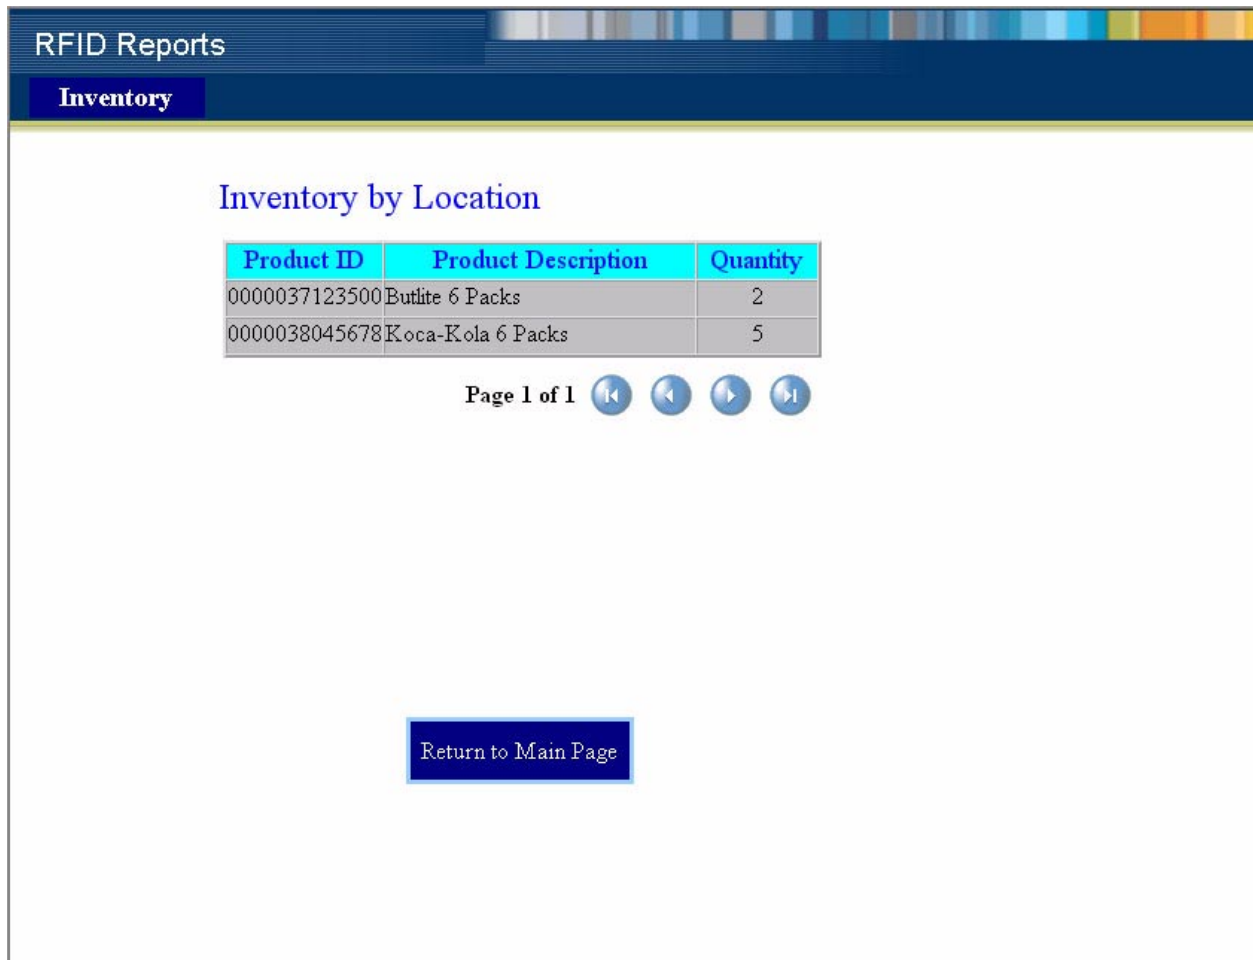 RFID Reports
Inventory
Inventory by Location
Product ID Product Description Quantity
0000037123500 Butlite 6 Packs 2
0000038045678 Koca-Kola 6 Packs 5
Page 1 of 1
Return to Main Page